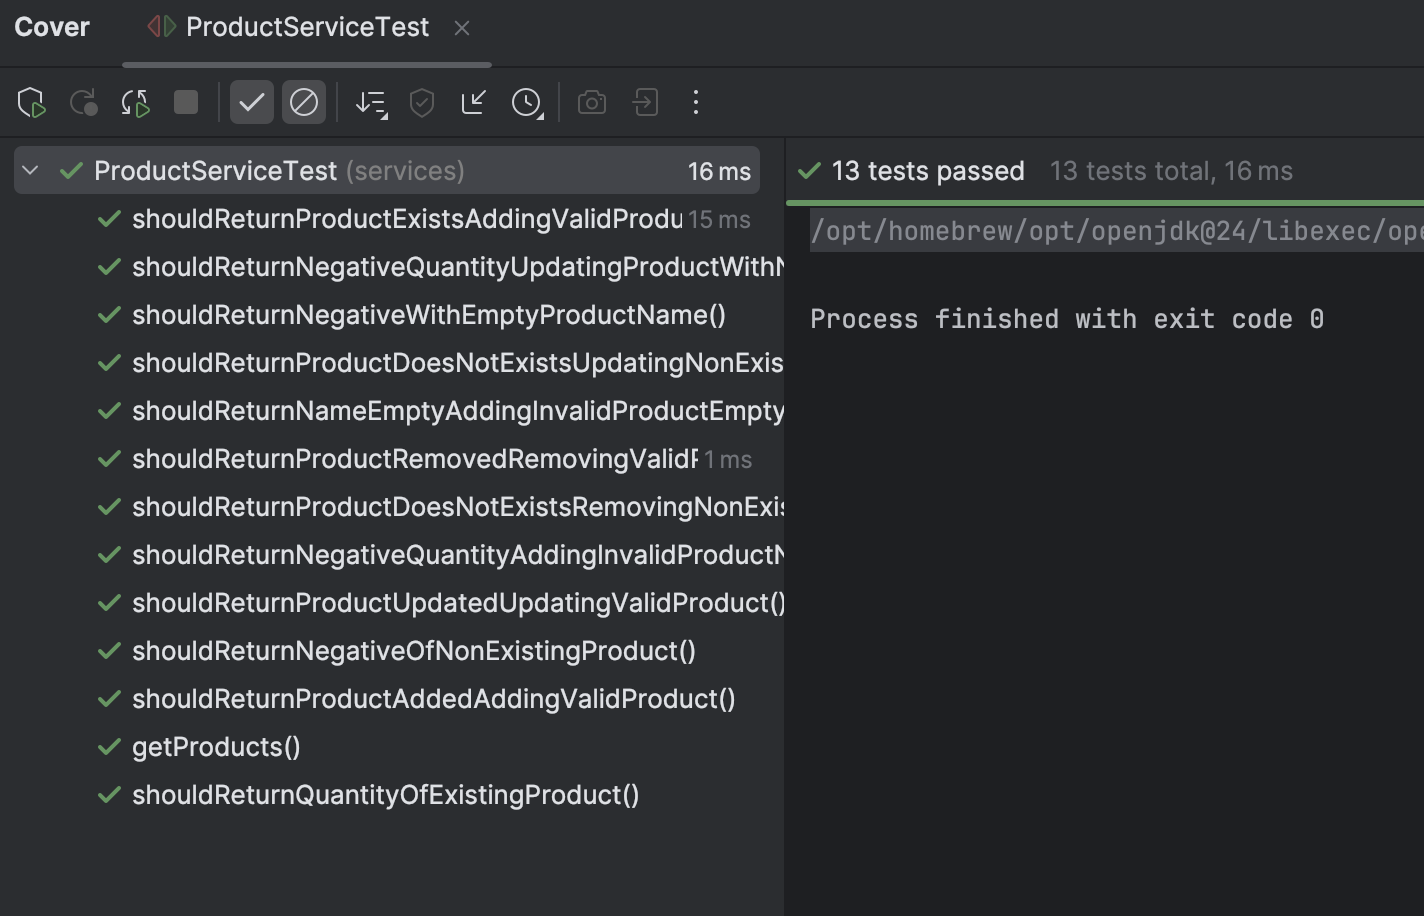 Cover ProductServiceTest
ProductServiceTest (services) 16 ms
shouldReturnProductExistsAddingValidProdu 15 ms
shouldReturnNegativeQuantityUpdatingProductWithN
shouldReturnNegativeWithEmptyProductName()
shouldReturnProductDoesNotExistsUpdatingNonExis
shouldReturnNameEmptyAddingInvalidProductEmpty
shouldReturnProductRemovedRemovingValidP 1 ms
shouldReturnProductDoesNotExistsRemovingNonExis
shouldReturnNegativeQuantityAddingInvalidProductN
shouldReturnProductUpdatedUpdatingValidProduct()
shouldReturnNegativeOfNonExistingProduct()
shouldReturnProductAddedAddingValidProduct()
getProducts()
shouldReturnQuantityOfExistingProduct()
13 tests passed 13 tests total, 16 ms
/opt/homebrew/opt/openjdk@24/libexec/ope
Process finished with exit code 0